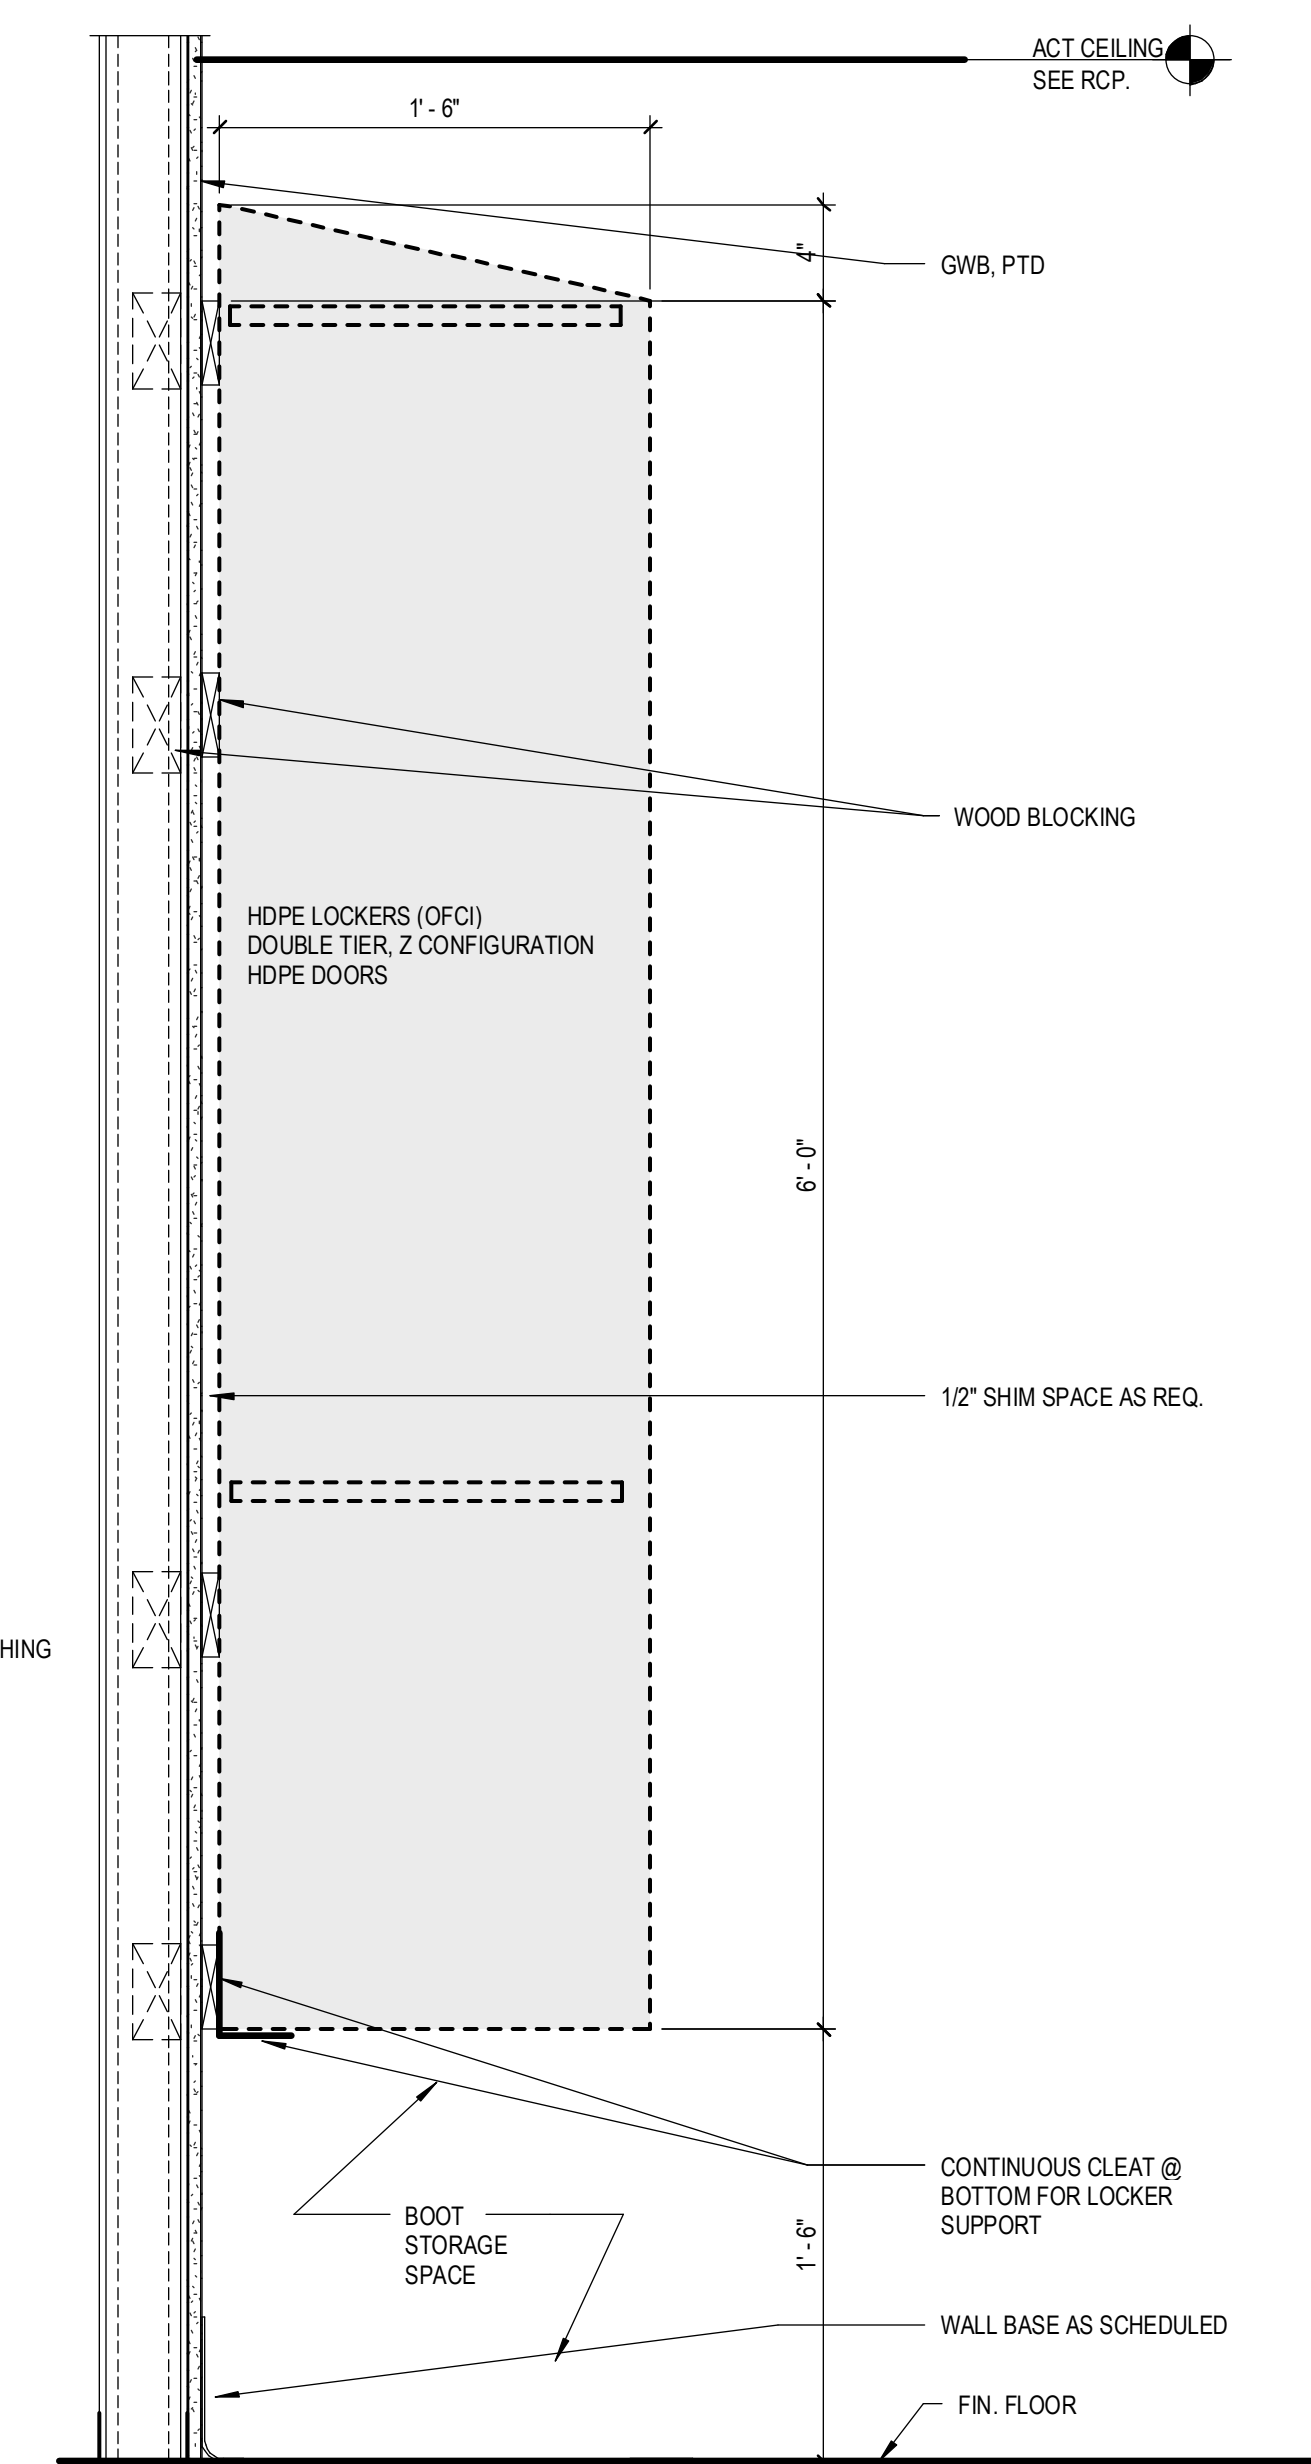 ACT CEILING
SEE RCP.
1' - 6"
4"
GWB, PTD
WOOD BLOCKING
HDPE LOCKERS (OFCI)
DOUBLE TIER, Z CONFIGURATION
HDPE DOORS
6' - 0"
1/2" SHIM SPACE AS REQ.
HING
CONTINUOUS CLEAT @
BOTTOM FOR LOCKER
SUPPORT
BOOT
STORAGE
SPACE
1' - 6"
WALL BASE AS SCHEDULED
FIN. FLOOR